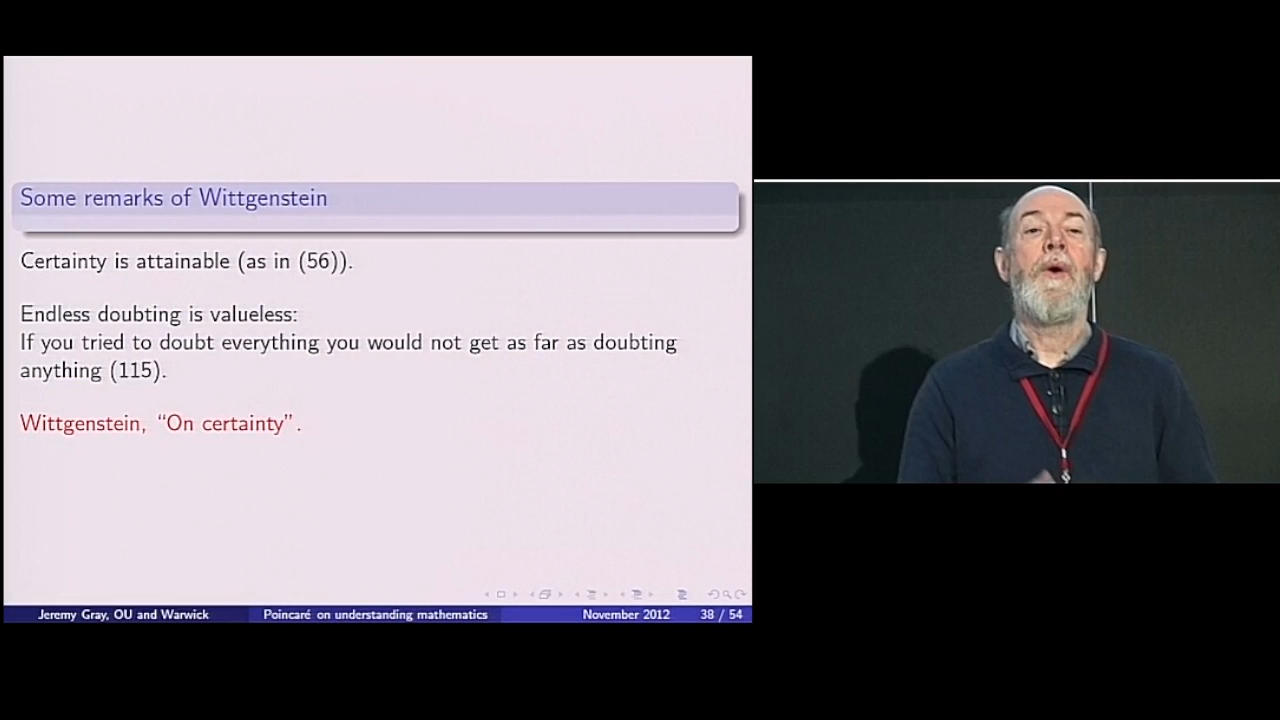 Some remarks of Wittgenstein
Certainty is attainable (as in (56)).
Endless doubting is valueless:
If you tried to doubt everything you would not get as far as doubting
anything (115).
Wittgenstein, “On certainty”.
Jeremy Gray, OU and Warwick
Poincaré on understanding mathematics
November 2012
38 / 54